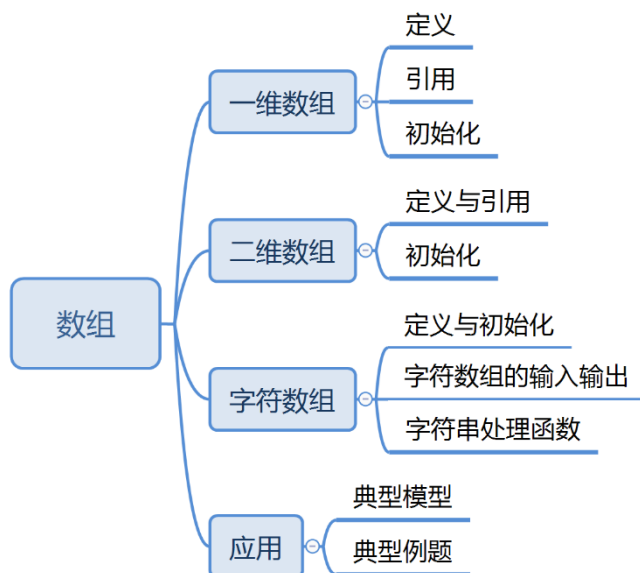 定义
引用
一维数组
初始化
定义与引用
二维数组
初始化
数组
定义与初始化
字符数组的输入输出
字符数组
字符串处理函数
典型模型
应用
典型例题